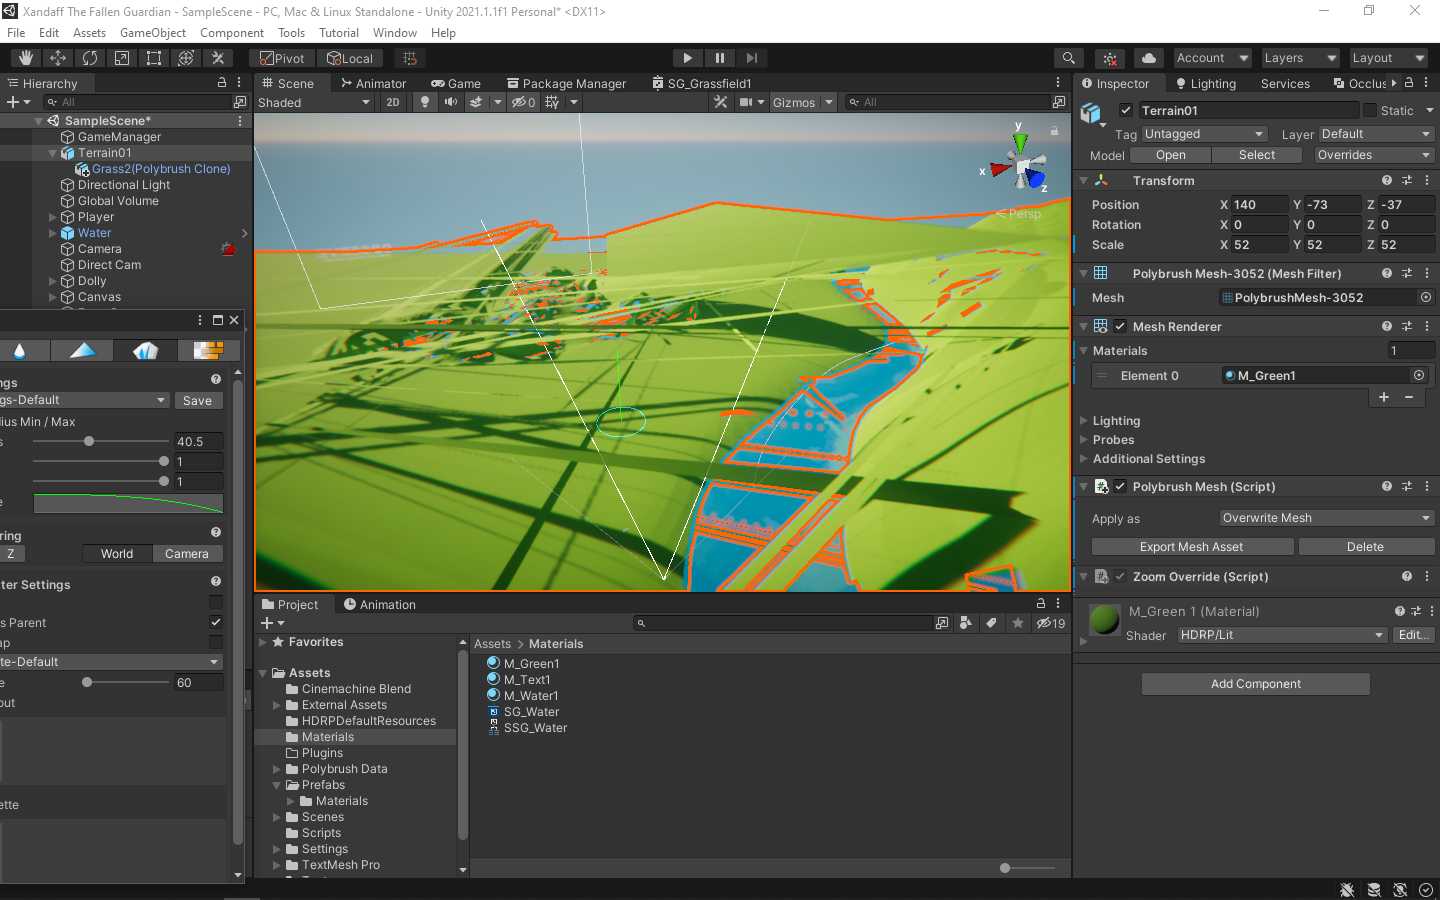 Xandaff The Fallen Guardian - SampleScene - PC, Mac & Linux Standalone - Unity 2021.1.1f1 Personal* <DX11>
File Edit Assets GameObject Component Tools Tutorial Window Help
Pivot Local Account Layers Layout
Hierarchy
All
SampleScene*
GameManager
Terrain01
Grass2(Polybrush Clone)
Directional Light
Global Volume
Player
Water
Camera
Direct Cam
Dolly
Canvas
ngs
gs-Default Save
dius Min / Max
s 40.5
1
1
e
ring
Z World Camera
ter Settings
s Parent
ap
te-Default
e 60
out
ette
Scene Animator Game Package Manager SG_Grassfield1
Shaded 2D 0 Gizmos All
y
x
z
Persp
Project Animation
19
Favorites
Assets
Cinemachine Blend
External Assets
HDRPDefaultResources
Materials
Plugins
Polybrush Data
Prefabs
Materials
Scenes
Scripts
Settings
TextMesh Pro
Assets > Materials
M_Green1
M_Text1
M_Water1
SG_Water
SSG_Water
Inspector Lighting Services Occlus
Terrain01 Static
Tag Untagged Layer Default
Model Open Select Overrides
Transform
Position X 140 Y -73 Z -37
Rotation X 0 Y 0 Z 0
Scale X 52 Y 52 Z 52
Polybrush Mesh-3052 (Mesh Filter)
Mesh PolybrushMesh-3052
Mesh Renderer
Materials 1
Element 0 M_Green1
Lighting
Probes
Additional Settings
Polybrush Mesh (Script)
Apply as Overwrite Mesh
Export Mesh Asset Delete
Zoom Override (Script)
M_Green 1 (Material)
Shader HDRP/Lit Edit...
Add Component